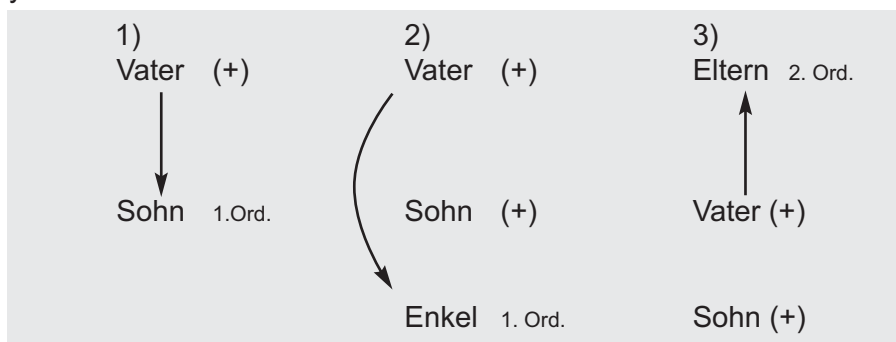 1)
Vater (+)
Sohn 1.Ord.
2)
Vater (+)
Sohn (+)
Enkel 1. Ord.
3)
Eltern 2. Ord.
Vater (+)
Sohn (+)